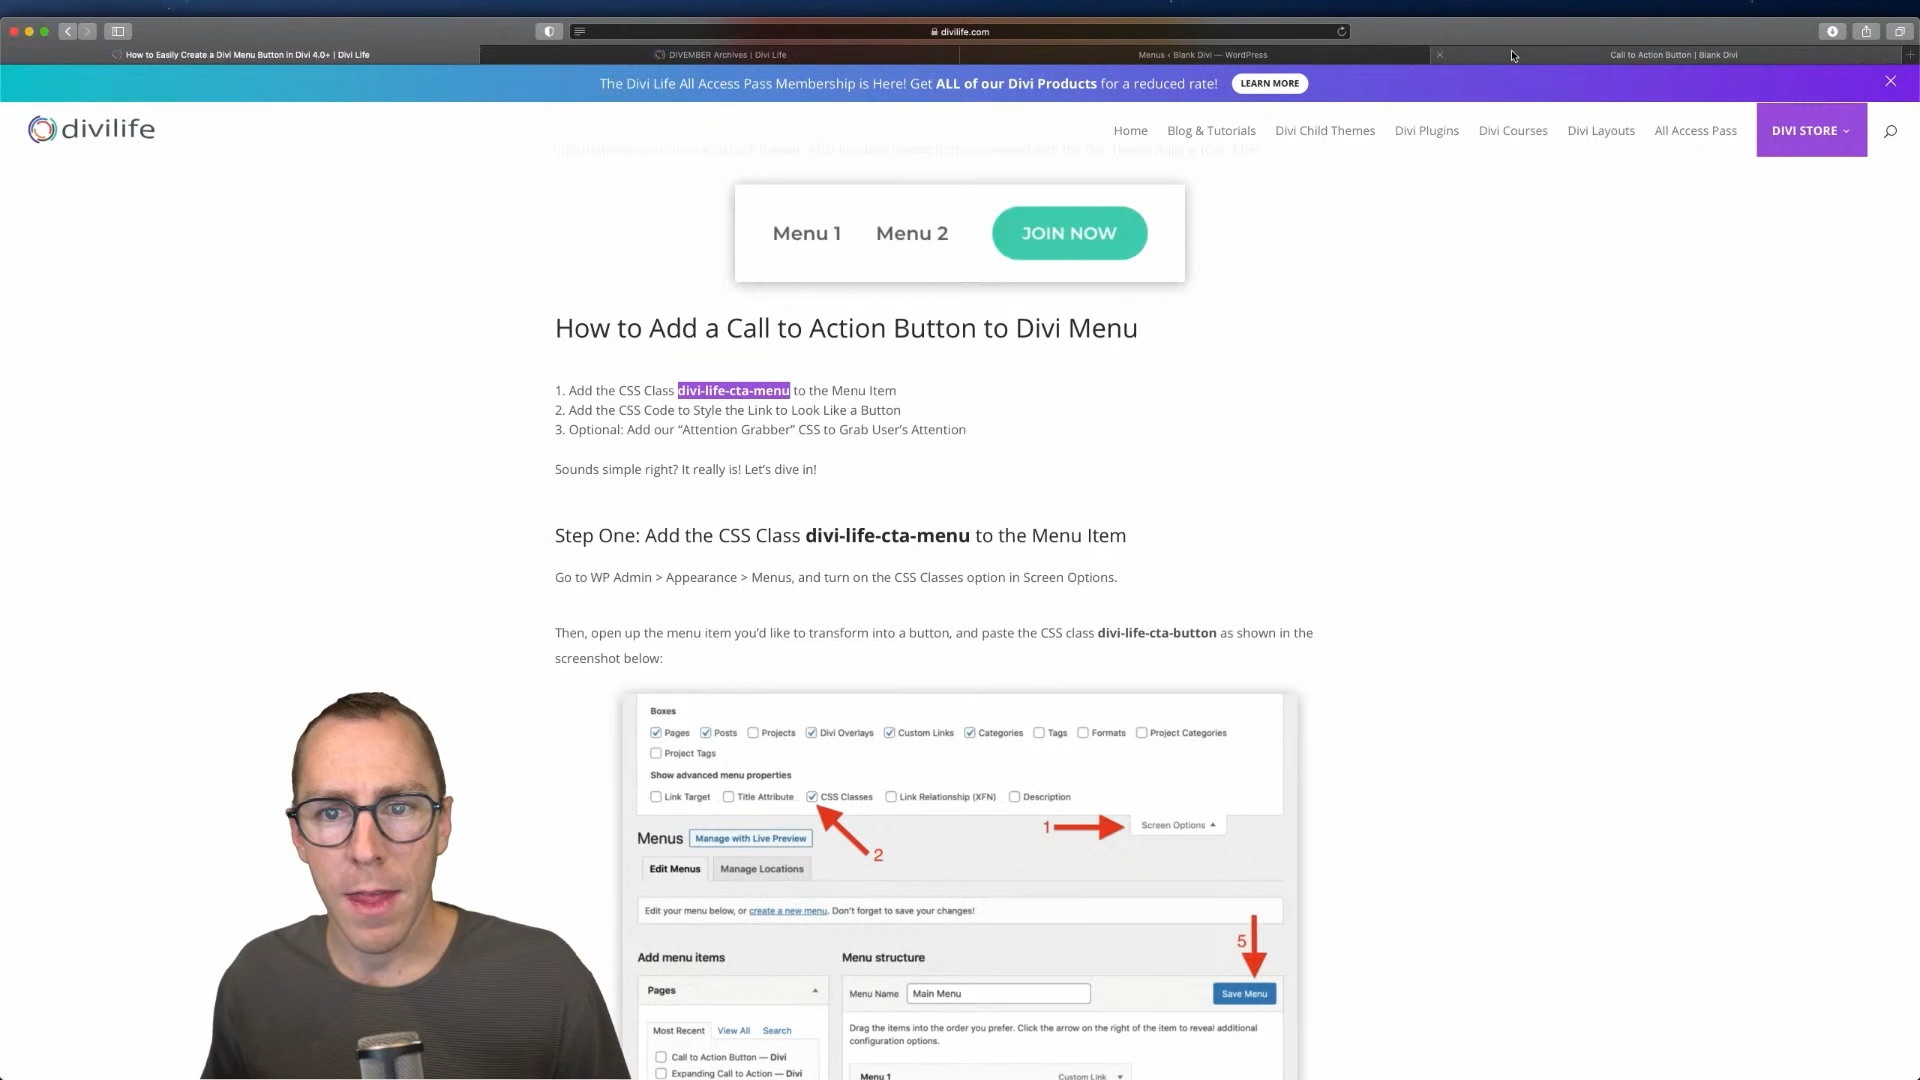 divilife.com
How to Easily Create a Divi Menu Button in Divi 4.0+ | Divi Life
DIVEMBER Archives | Divi Life
Menus ‹ Blank Divi — WordPress
Call to Action Button | Blank Divi
The Divi Life All Access Pass Membership is Here! Get ALL of our Divi Products for a reduced rate!
LEARN MORE
divilife
Home
Blog & Tutorials
Divi Child Themes
Divi Plugins
Divi Courses
Divi Layouts
All Access Pass
DIVI STORE
Menu 1
Menu 2
JOIN NOW
How to Add a Call to Action Button to Divi Menu
1. Add the CSS Class divi-life-cta-menu to the Menu Item
2. Add the CSS Code to Style the Link to Look Like a Button
3. Optional: Add our “Attention Grabber” CSS to Grab User’s Attention
Sounds simple right? It really is! Let’s dive in!
Step One: Add the CSS Class divi-life-cta-menu to the Menu Item
Go to WP Admin > Appearance > Menus, and turn on the CSS Classes option in Screen Options.
Then, open up the menu item you’d like to transform into a button, and paste the CSS class divi-life-cta-button as shown in the
screenshot below:
Boxes
Pages Posts Projects Divi Overlays Custom Links Categories Tags Formats Project Categories
Project Tags
Show advanced menu properties
Link Target Title Attribute CSS Classes Link Relationship (XFN) Description
1
Screen Options
Menus
Manage with Live Preview
2
Edit Menus
Manage Locations
Edit your menu below, or create a new menu. Don’t forget to save your changes!
5
Add menu items
Menu structure
Pages
Menu Name
Main Menu
Save Menu
Most Recent View All Search
Drag the items into the order you prefer. Click the arrow on the right of the item to reveal additional
configuration options.
Call to Action Button — Divi
Expanding Call to Action — Divi
Menu 1
Custom Link